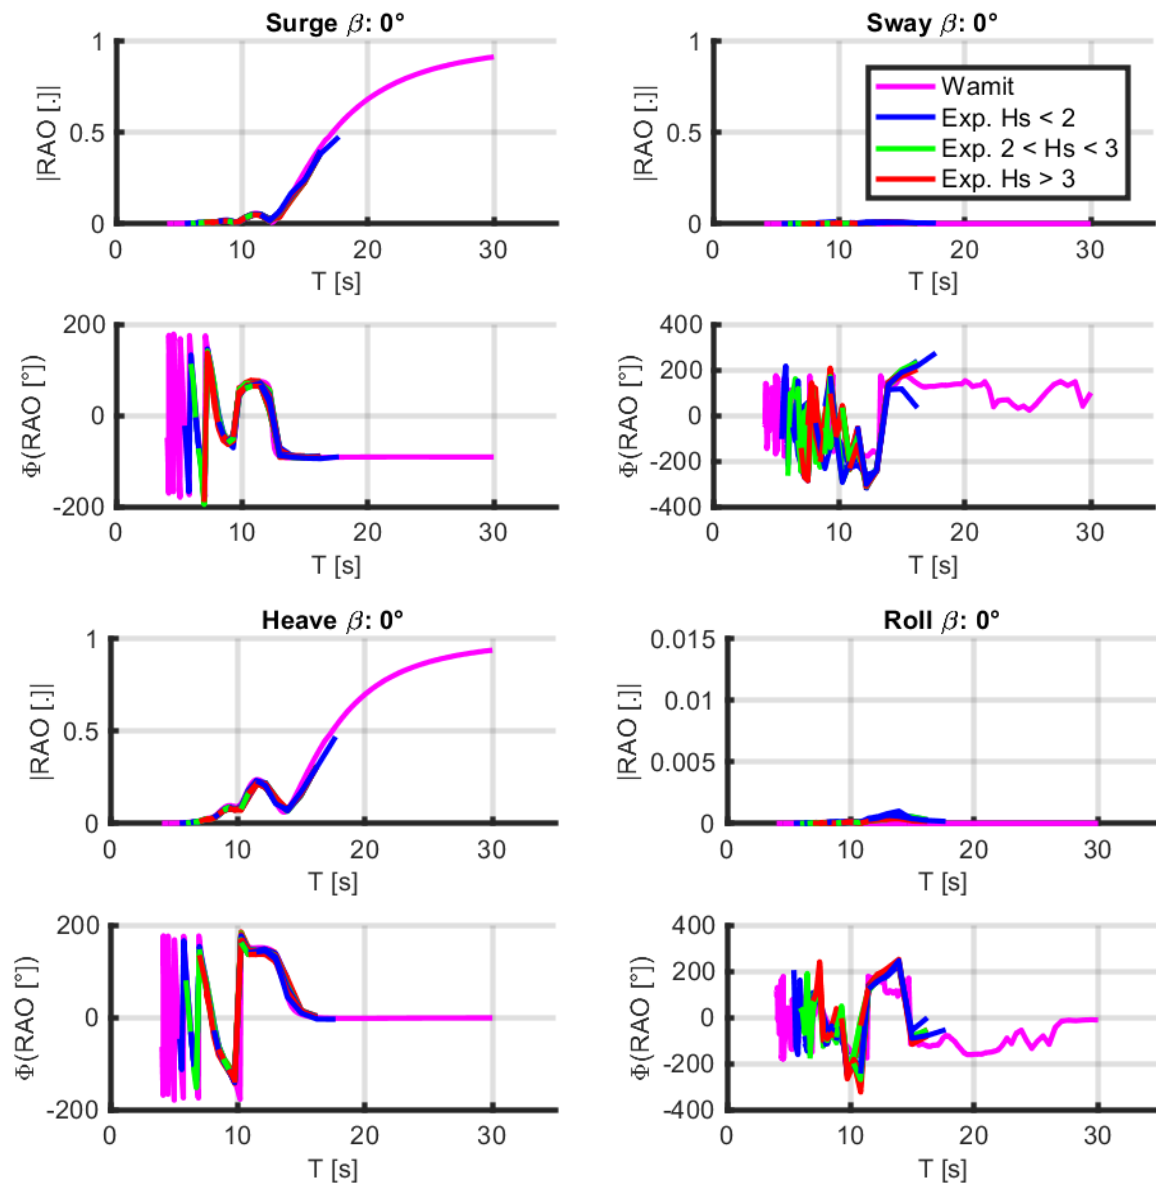 Surge β: 0°
|RAO [.]|
1
0.5
0
0
10
20
30
T [s]
Sway β: 0°
|RAO [.]|
1
0.5
0
0
10
20
30
T [s]
Wamit
Exp. Hs < 2
Exp. 2 < Hs < 3
Exp. Hs > 3
Φ(RAO [°])
200
0
-200
0
10
20
30
T [s]
Φ(RAO [°])
400
200
0
-200
-400
0
10
20
30
T [s]
Heave β: 0°
|RAO [.]|
1
0.5
0
0
10
20
30
T [s]
Roll β: 0°
|RAO [.]|
0.015
0.01
0.005
0
0
10
20
30
T [s]
Φ(RAO [°])
200
0
-200
0
10
20
30
T [s]
Φ(RAO [°])
400
200
0
-200
-400
0
10
20
30
T [s]